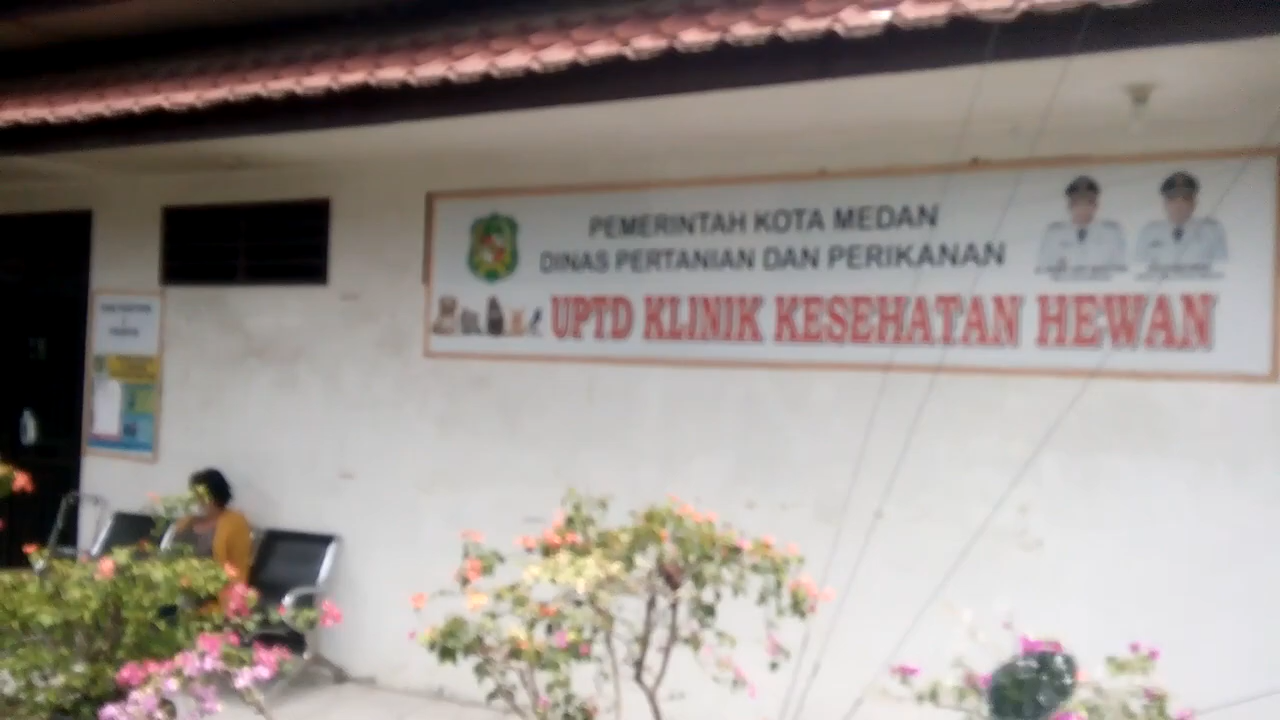 PEMERINTAH KOTA MEDAN
DINAS PERTANIAN DAN PERIKANAN
UPTD KLINIK KESEHATAN HEWAN